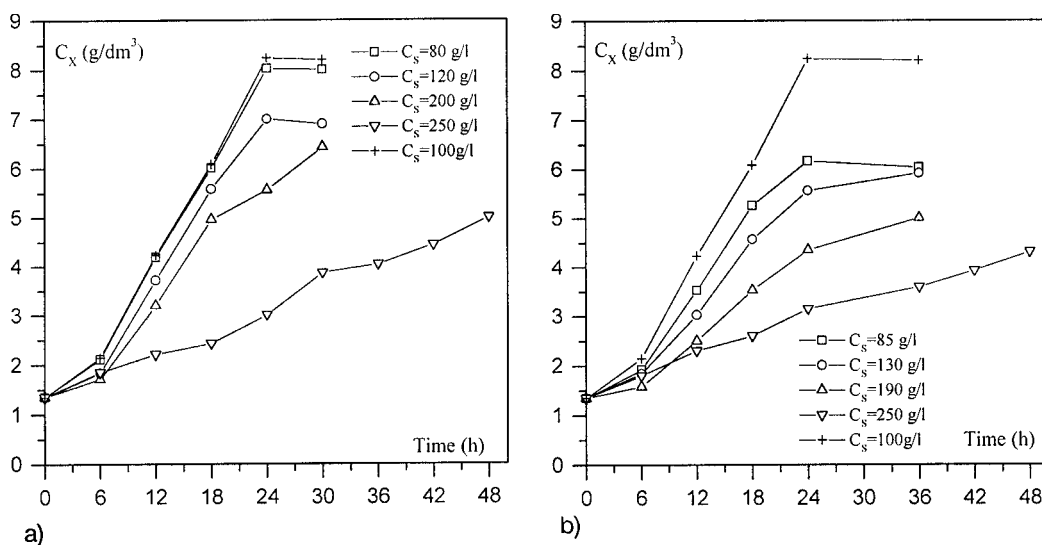 9
8
7
6
5
4
3
2
1
0
C_x (g/dm³)
C_s=80 g/l
C_s=120 g/l
C_s=200 g/l
C_s=250 g/l
C_s=100g/l
Time (h)
0 6 12 18 24 30 36 42 48
a)
9
8
7
6
5
4
3
2
1
0
C_x (g/dm³)
C_s=85 g/l
C_s=130 g/l
C_s=190 g/l
C_s=250 g/l
C_s=100g/l
Time (h)
0 6 12 18 24 30 36 42 48
b)